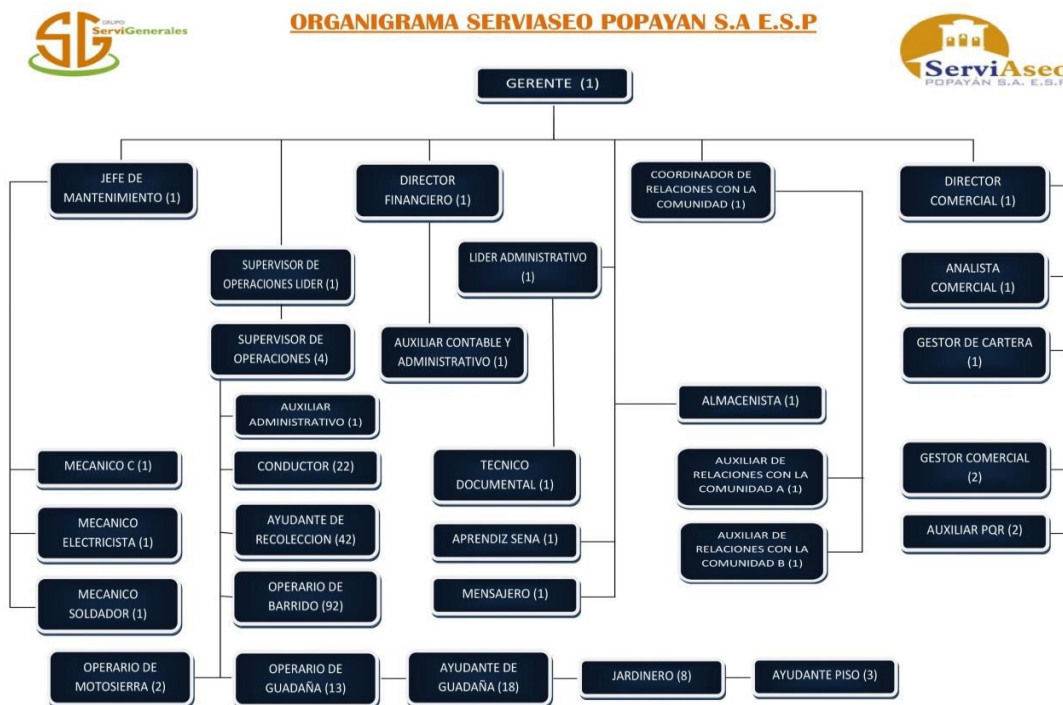 GRUPO
ServiGenerales
SG
ORGANIGRAMA SERVIASEO POPAYAN S.A E.S.P
ServiAseo
POPAYÁN S.A. E.S.P
GERENTE (1)
JEFE DE
MANTENIMIENTO (1)
DIRECTOR
FINANCIERO (1)
COORDINADOR DE
RELACIONES CON LA
COMUNIDAD (1)
DIRECTOR
COMERCIAL (1)
SUPERVISOR DE
OPERACIONES LIDER (1)
LIDER ADMINISTRATIVO
(1)
ANALISTA
COMERCIAL (1)
SUPERVISOR DE
OPERACIONES (4)
AUXILIAR CONTABLE Y
ADMINISTRATIVO (1)
GESTOR DE CARTERA
(1)
AUXILIAR
ADMINISTRATIVO (1)
ALMACENISTA (1)
MECANICO C (1)
CONDUCTOR (22)
TECNICO
DOCUMENTAL (1)
AUXILIAR DE
RELACIONES CON LA
COMUNIDAD A (1)
GESTOR COMERCIAL
(2)
MECANICO
ELECTRICISTA (1)
AYUDANTE DE
RECOLECCION (42)
APRENDIZ SENA (1)
AUXILIAR DE
RELACIONES CON LA
COMUNIDAD B (1)
AUXILIAR PQR (2)
MECANICO
SOLDADOR (1)
OPERARIO DE
BARRIDO (92)
MENSAJERO (1)
OPERARIO DE
MOTOSIERRA (2)
OPERARIO DE
GUADAÑA (13)
AYUDANTE DE
GUADAÑA (18)
JARDINERO (8)
AYUDANTE PISO (3)